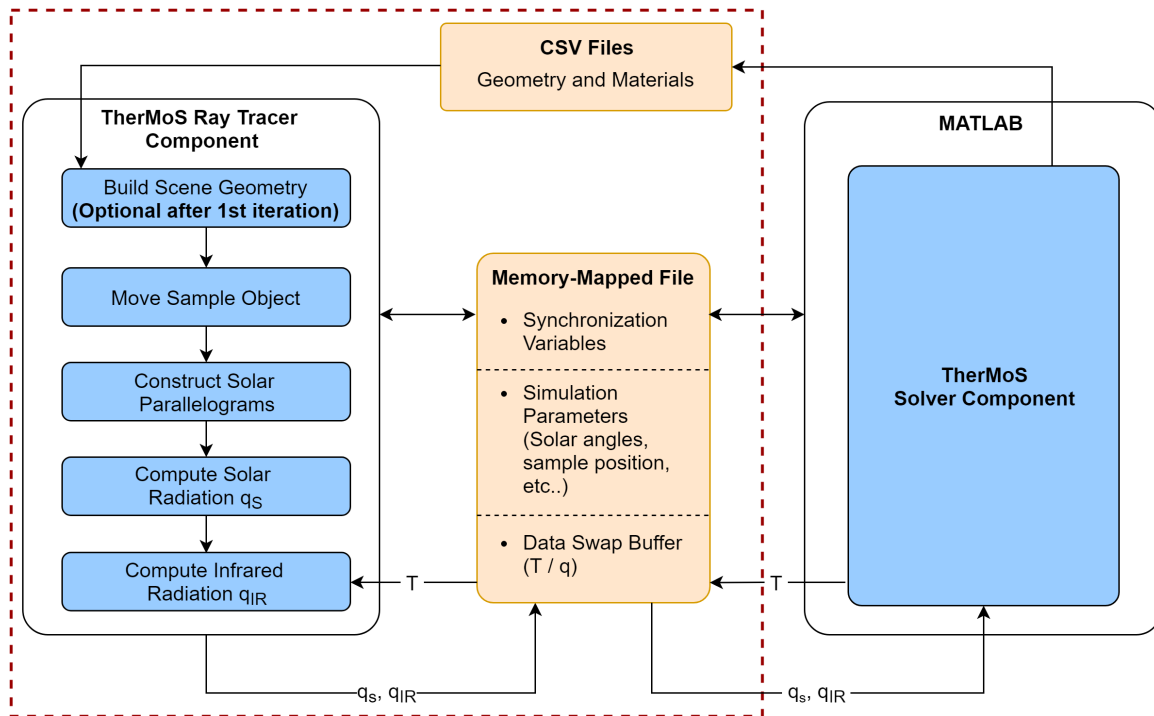 CSV Files
Geometry and Materials
TherMoS Ray Tracer
Component
Build Scene Geometry
(Optional after 1st iteration)
Move Sample Object
Construct Solar
Parallelograms
Compute Solar
Radiation qS
Compute Infrared
Radiation qIR
Memory-Mapped File
• Synchronization
Variables
• Simulation
Parameters
(Solar angles,
sample position,
etc..)
• Data Swap Buffer
(T / q)
MATLAB
TherMoS
Solver Component
T
T
qs, qIR
qs, qIR